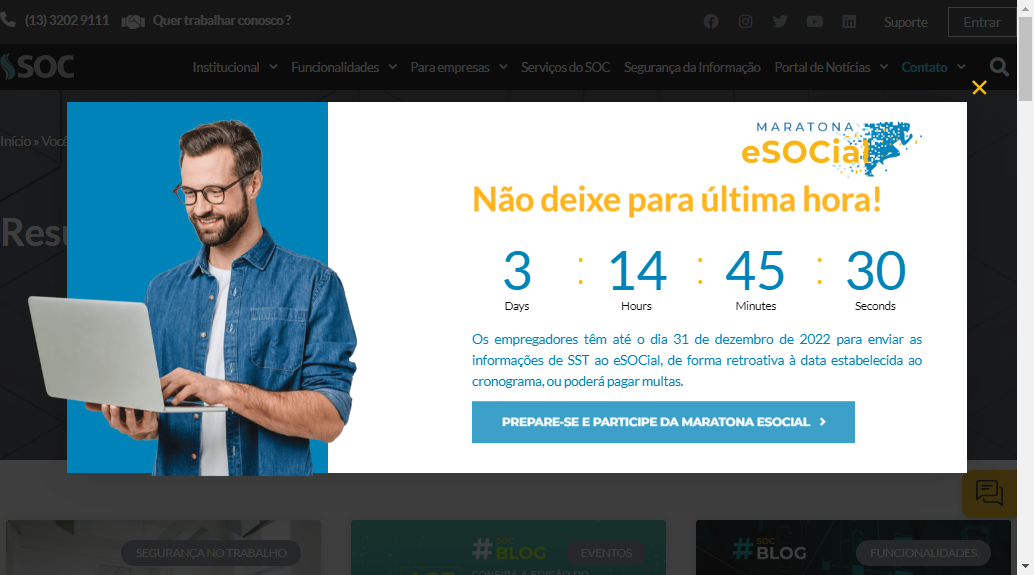 (13) 3202 9111 Quer trabalhar conosco ?
Suporte Entrar
SOC
Institucional Funcionalidades Para empresas Serviços do SOC Segurança da Informação Portal de Notícias Contato
Início » Você
MARATONA
eSOCial
Não deixe para última hora!
3 : 14 : 45 : 30
Days Hours Minutes Seconds
Os empregadores têm até o dia 31 de dezembro de 2022 para enviar as
informações de SST ao eSOCial, de forma retroativa à data estabelecida ao
cronograma, ou poderá pagar multas.
PREPARE-SE E PARTICIPE DA MARATONA ESOCIAL
SEGURANÇA NO TRABALHO
# SOC BLOG
EVENTOS
CONFIRA A EDIÇÃO DO
# SOC BLOG
FUNCIONALIDADES